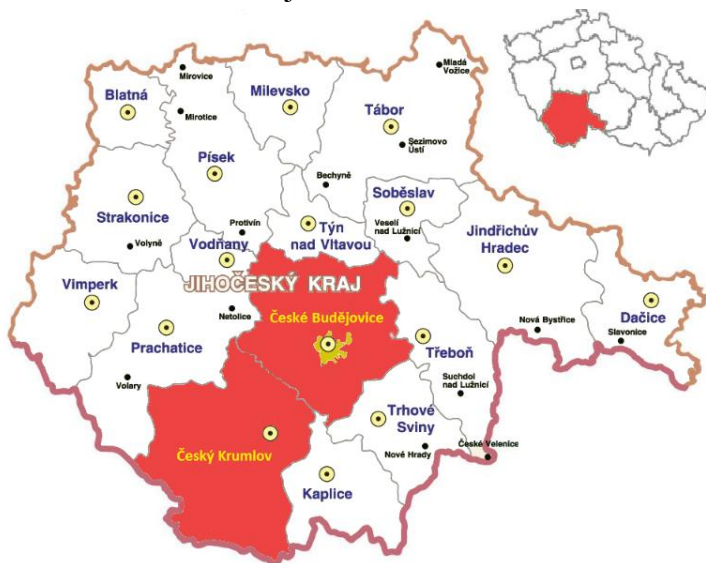 Mladá
Vožice
Mirovice
Blatná
Milevsko
Mirotice
Tábor
Sezimovo
Ústí
Písek
Bechyně
Soběslav
Strakonice
Protivín
Týn
nad Vltavou
Veselí
nad Lužnicí
Jindřichův
Hradec
Volyně
Vodňany
JIHOČESKÝ KRAJ
Vimperk
Netolice
České Budějovice
Dačice
Prachatice
Nová Bystřice
Slavonice
Třeboň
Volary
Suchdol
nad Lužnicí
Trhové
Sviny
Český Krumlov
Nové Hrady
České Velenice
Kaplice